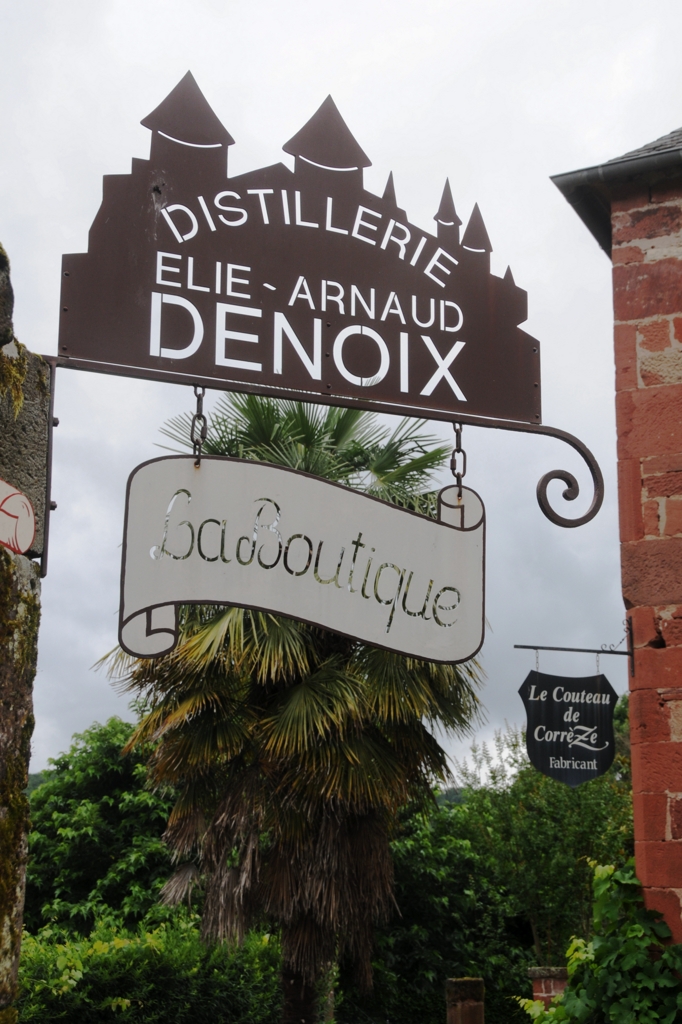 DISTILLERIE
ELIE-ARNAUD
DENOIX
La Boutique
Le Couteau
de
Corrèze
Fabricant